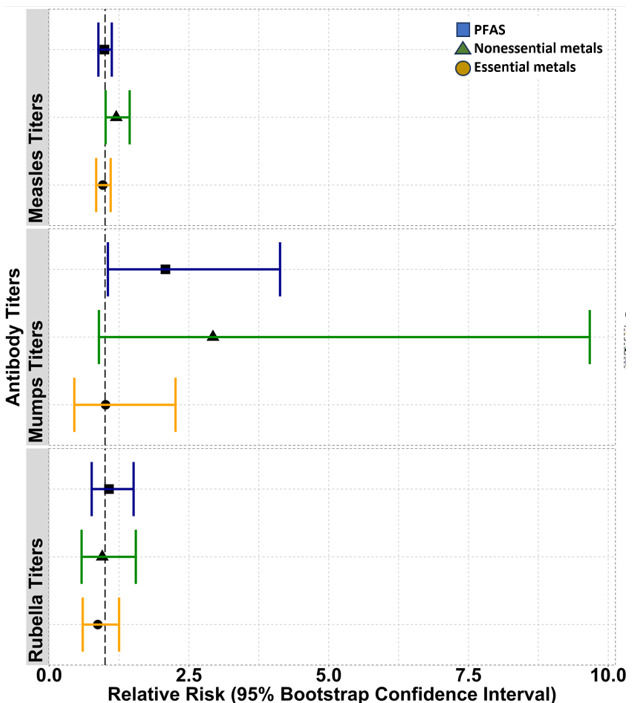 PFAS
Nonessential metals
Essential metals
Antibody Titers
Measles Titers
Mumps Titers
Rubella Titers
0.0 2.5 5.0 7.5 10.0
Relative Risk (95% Bootstrap Confidence Interval)